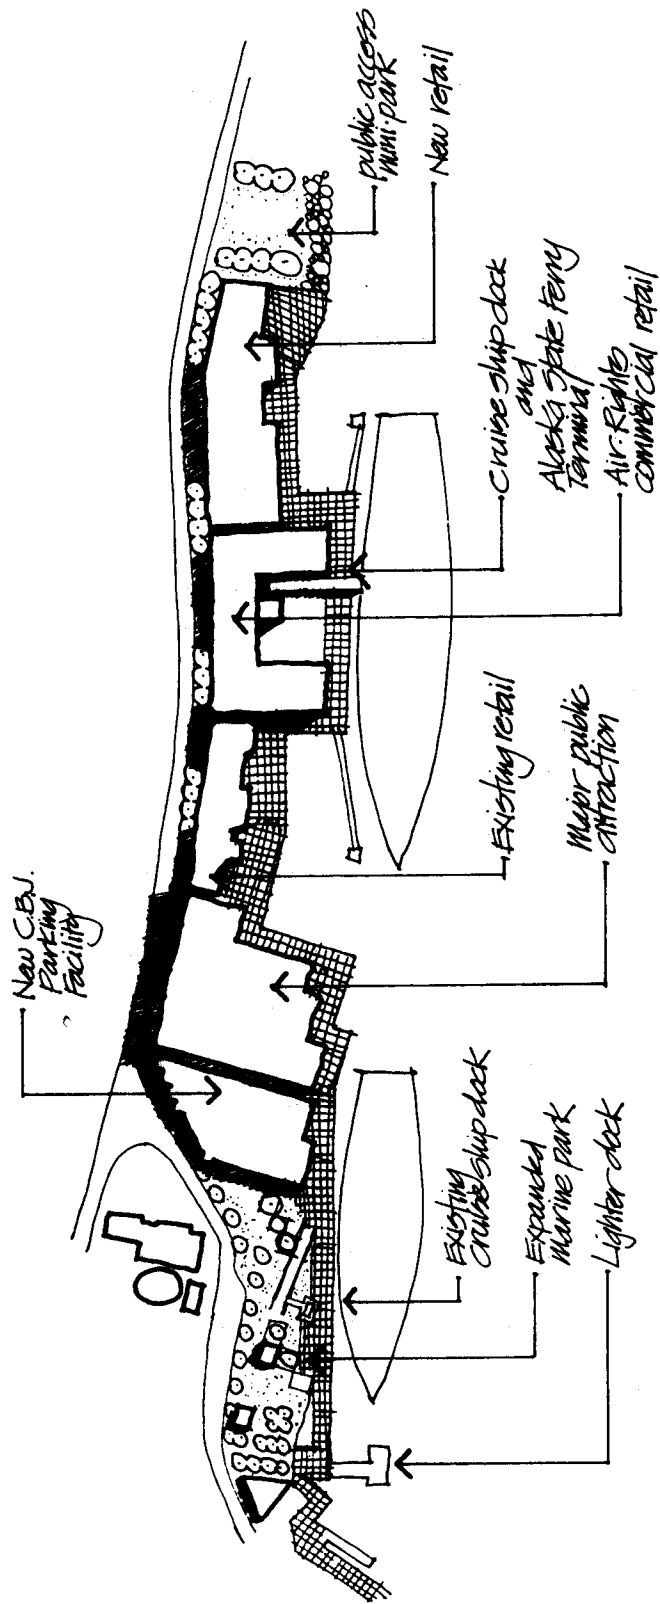 New C.B.J.
Parking
Facility
Lighter dock
Expanded
marine park
Existing
cruise ship dock
Major public
attraction
Existing retail
Air-Rights
commercial retail
Cruise ship dock
and
Alaska State Ferry
Terminal
New retail
public access
mini-park